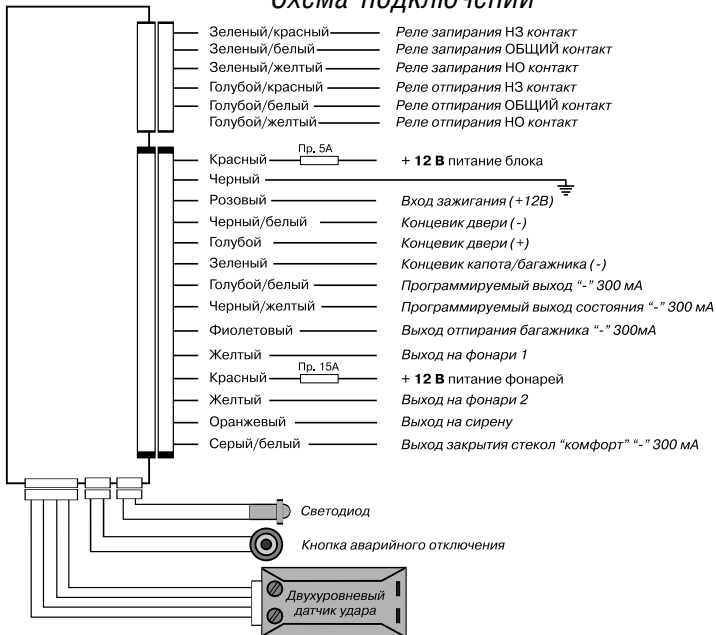 Схема подключений
Зеленый/красный Реле запирания НЗ контакт
Зеленый/белый Реле запирания ОБЩИЙ контакт
Зеленый/желтый Реле запирания НО контакт
Голубой/красный Реле отпирания НЗ контакт
Голубой/белый Реле отпирания ОБЩИЙ контакт
Голубой/желтый Реле отпирания НО контакт
Красный Пр. 5А + 12 В питание блока
Черный
Розовый Вход зажигания (+12В)
Черный/белый Концевик двери (-)
Голубой Концевик двери (+)
Зеленый Концевик капота/багажника (-)
Голубой/белый Программируемый выход “-” 300 мА
Черный/желтый Программируемый выход состояния “-” 300 мА
Фиолетовый Выход отпирания багажника “-” 300мА
Желтый Выход на фонари 1
Красный Пр. 15А + 12 В питание фонарей
Желтый Выход на фонари 2
Оранжевый Выход на сирену
Серый/белый Выход закрытия стекол “комфорт” “-” 300 мА
Светодиод
Кнопка аварийного отключения
Двухуровневый
датчик удара